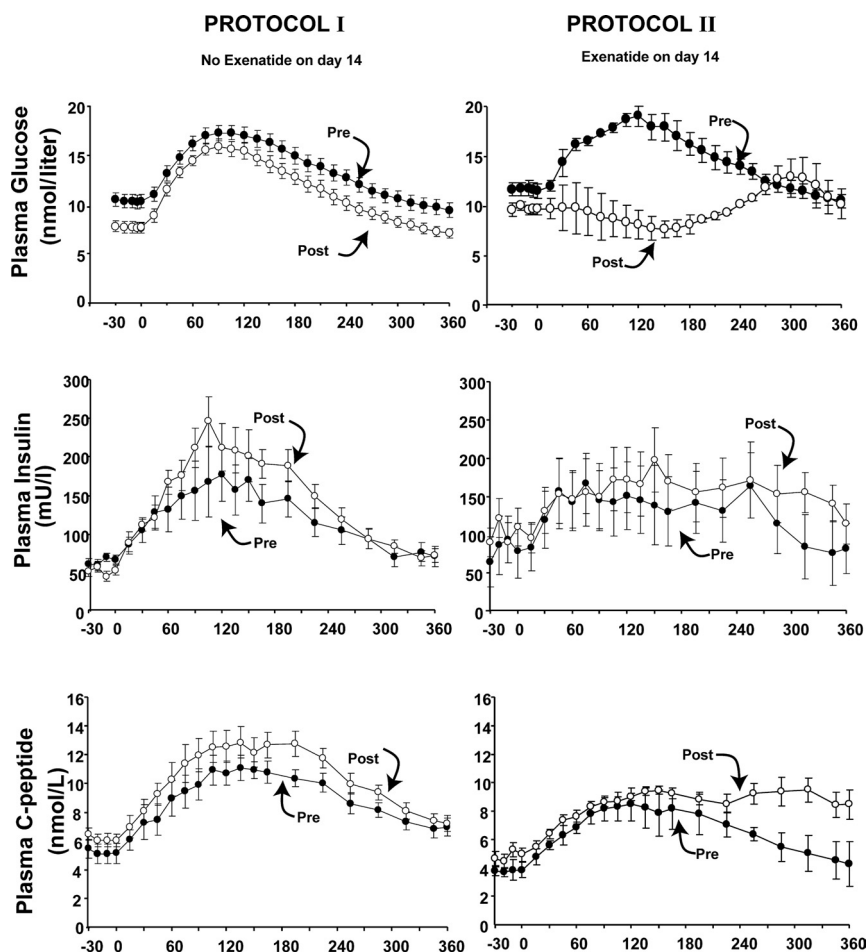 PROTOCOL I
PROTOCOL II
No Exenatide on day 14
Exenatide on day 14
Plasma Glucose
(nmol/liter)
20
15
10
5
0
Pre
Post
-30 0 60 120 180 240 300 360
20
15
10
5
0
Pre
Post
-30 0 60 120 180 240 300 360
Plasma Insulin
(mU/l)
300
250
200
150
100
50
0
Post
Pre
-30 0 60 120 180 240 300 360
300
250
200
150
100
50
0
Post
Pre
-30 0 60 120 180 240 300 360
Plasma C-peptide
(nmol/L)
16
14
12
10
8
6
4
2
0
Post
Pre
-30 0 60 120 180 240 300 360
16
14
12
10
8
6
4
2
0
Post
Pre
-30 0 60 120 180 240 300 360